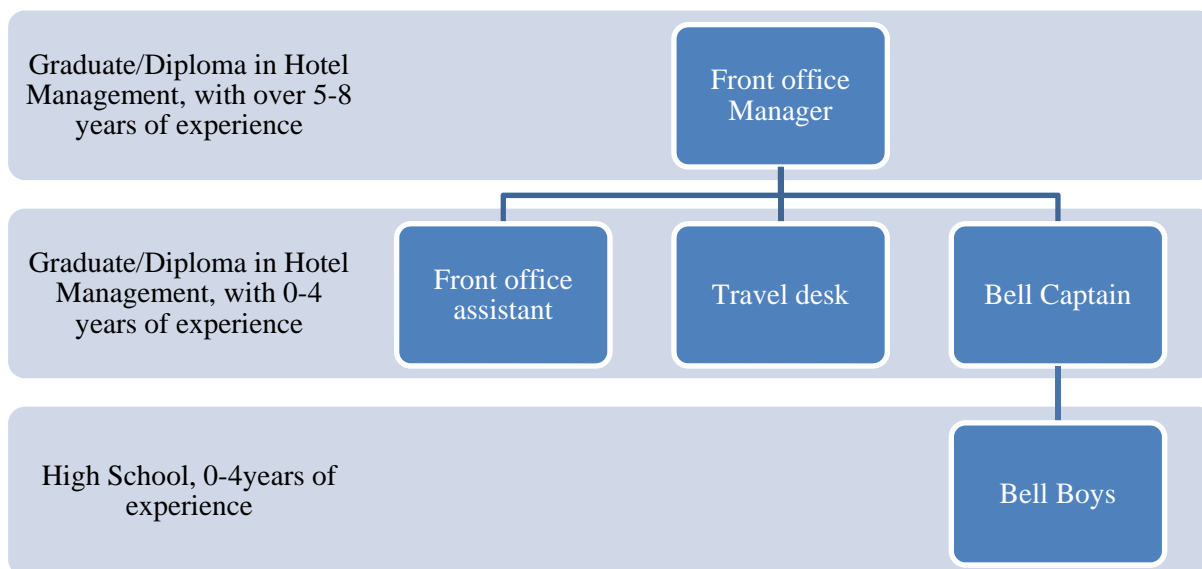 Graduate/Diploma in Hotel
Management, with over 5-8
years of experience
Front office
Manager
Graduate/Diploma in Hotel
Management, with 0-4
years of experience
Front office
assistant
Travel desk
Bell Captain
High School, 0-4years of
experience
Bell Boys